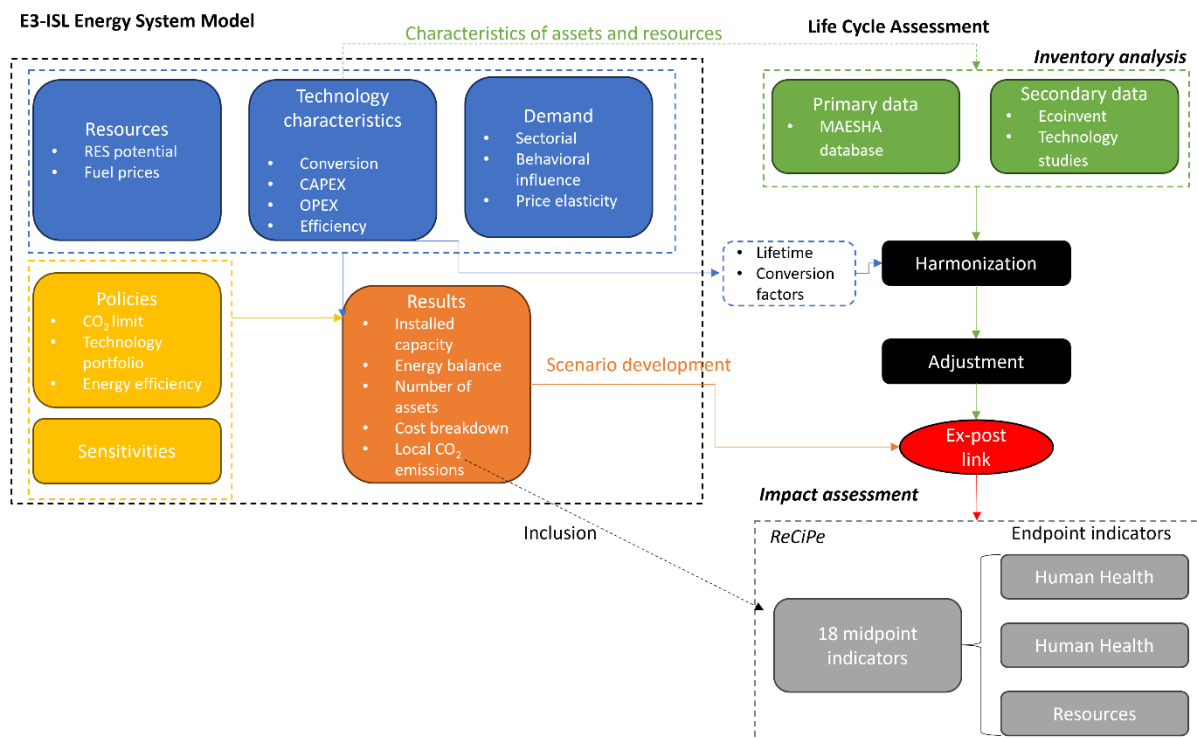 E3-ISL Energy System Model
Characteristics of assets and resources
Life Cycle Assessment
Inventory analysis
Resources
• RES potential
• Fuel prices
Technology
characteristics
• Conversion
• CAPEX
• OPEX
• Efficiency
Demand
• Sectorial
• Behavioral
influence
• Price elasticity
Primary data
• MAESHA
database
Secondary data
• Ecoinvent
• Technology
studies
• Lifetime
• Conversion
factors
Harmonization
Policies
• CO₂ limit
• Technology
portfolio
• Energy efficiency
Sensitivities
Results
• Installed
capacity
• Energy balance
• Number of
assets
• Cost breakdown
• Local CO₂
emissions
Scenario development
Adjustment
Ex-post
link
Impact assessment
Inclusion
ReCiPe
Endpoint indicators
18 midpoint
indicators
Human Health
Human Health
Resources